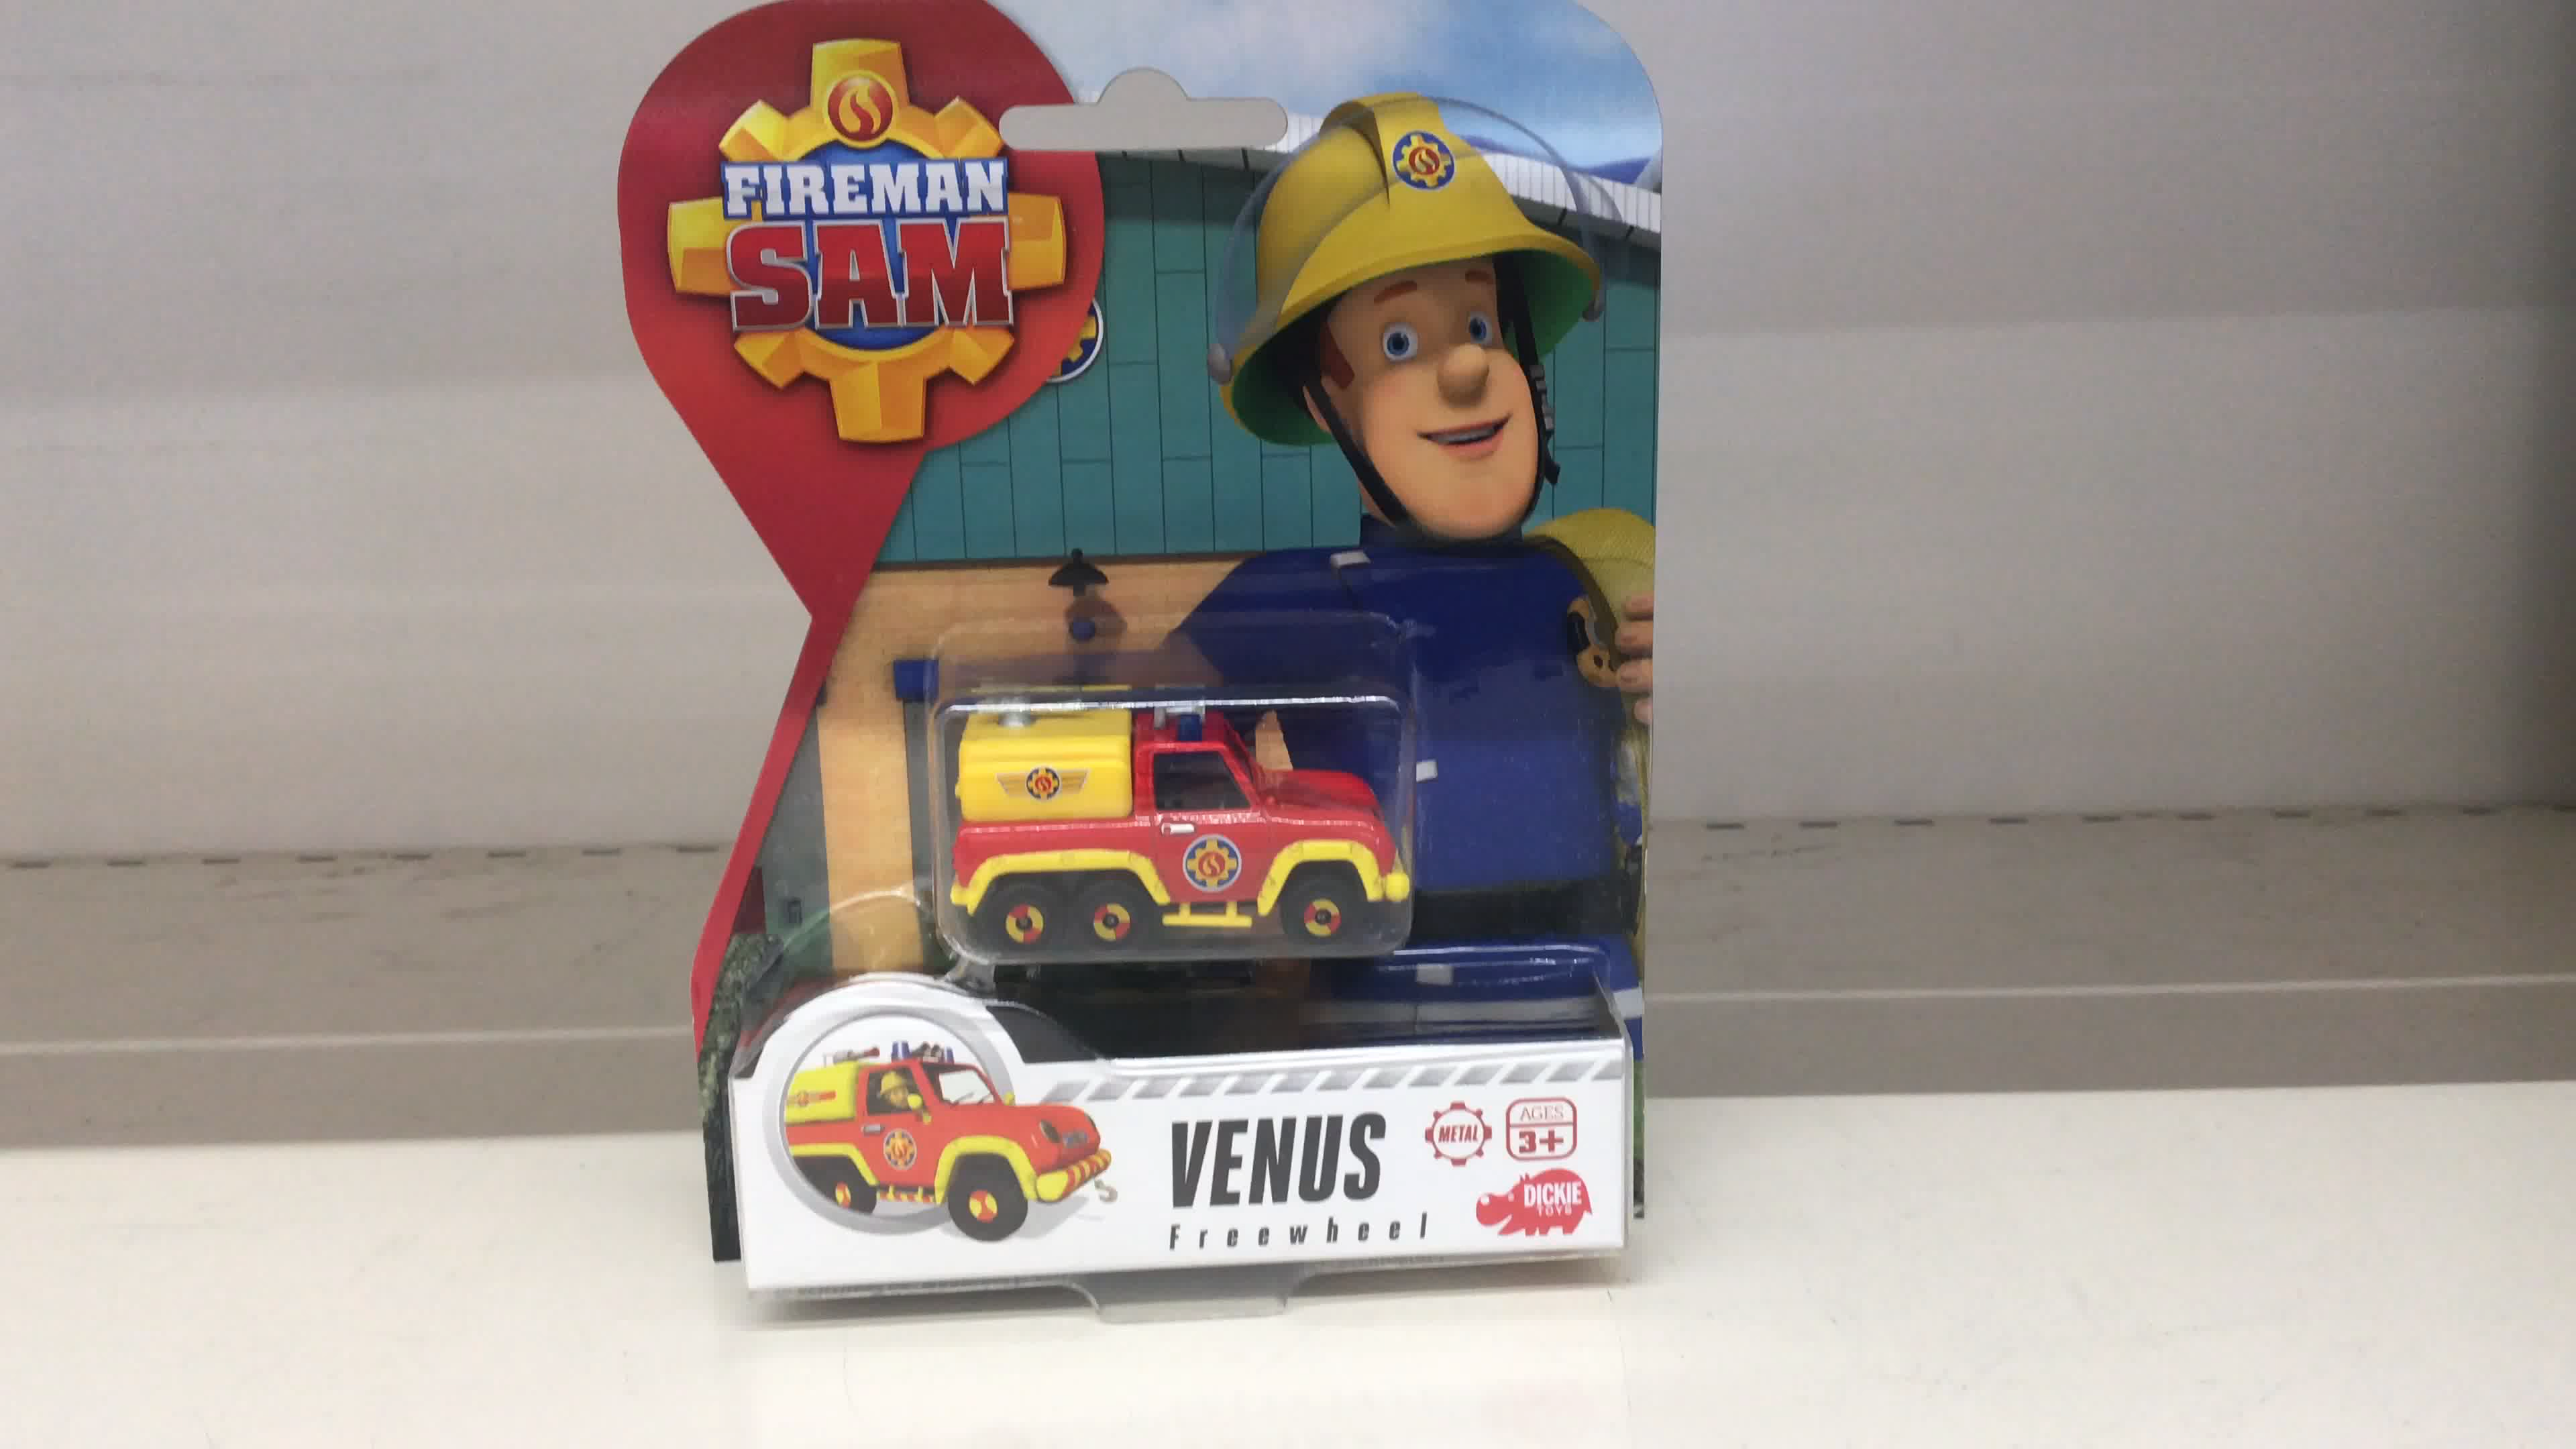 FIREMAN
SAM
VENUS
Freewheel
METAL
AGES
3+
DICKIE
TOYS